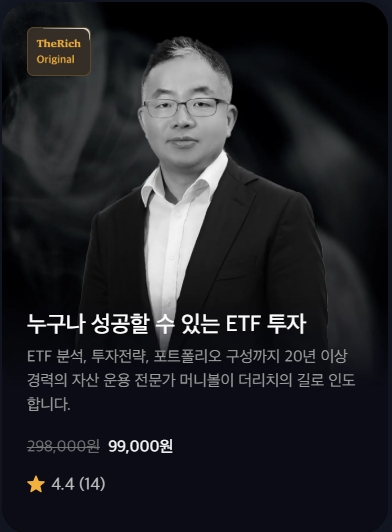 TheRich
Original
누구나 성공할 수 있는 ETF 투자
ETF 분석, 투자전략, 포트폴리오 구성까지 20년 이상
경력의 자산 운용 전문가 머니볼이 더리치의 길로 인도
합니다.
298,000원 99,000원
4.4 (14)